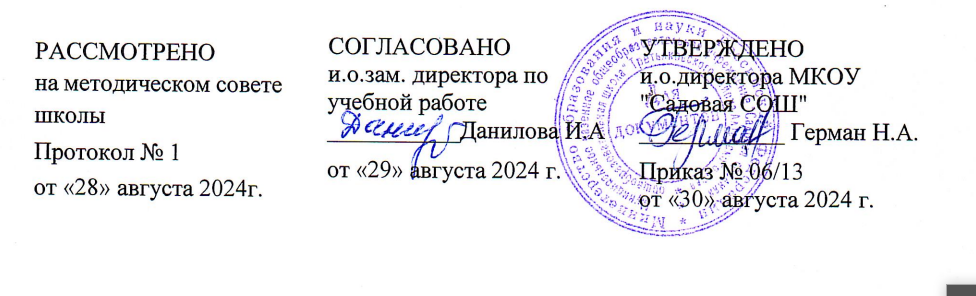 РАССМОТРЕНО
на методическом совете
школы
Протокол № 1
от «28» августа 2024г.
СОГЛАСОВАНО
и.о.зам. директора по
учебной работе
Данилова И.А
от «29» августа 2024 г.
УТВЕРЖДЕНО
и.о.директора МКОУ
"Садовая СОШ"
Герман Н.А.
Приказ № 06/13
от «30» августа 2024 г.